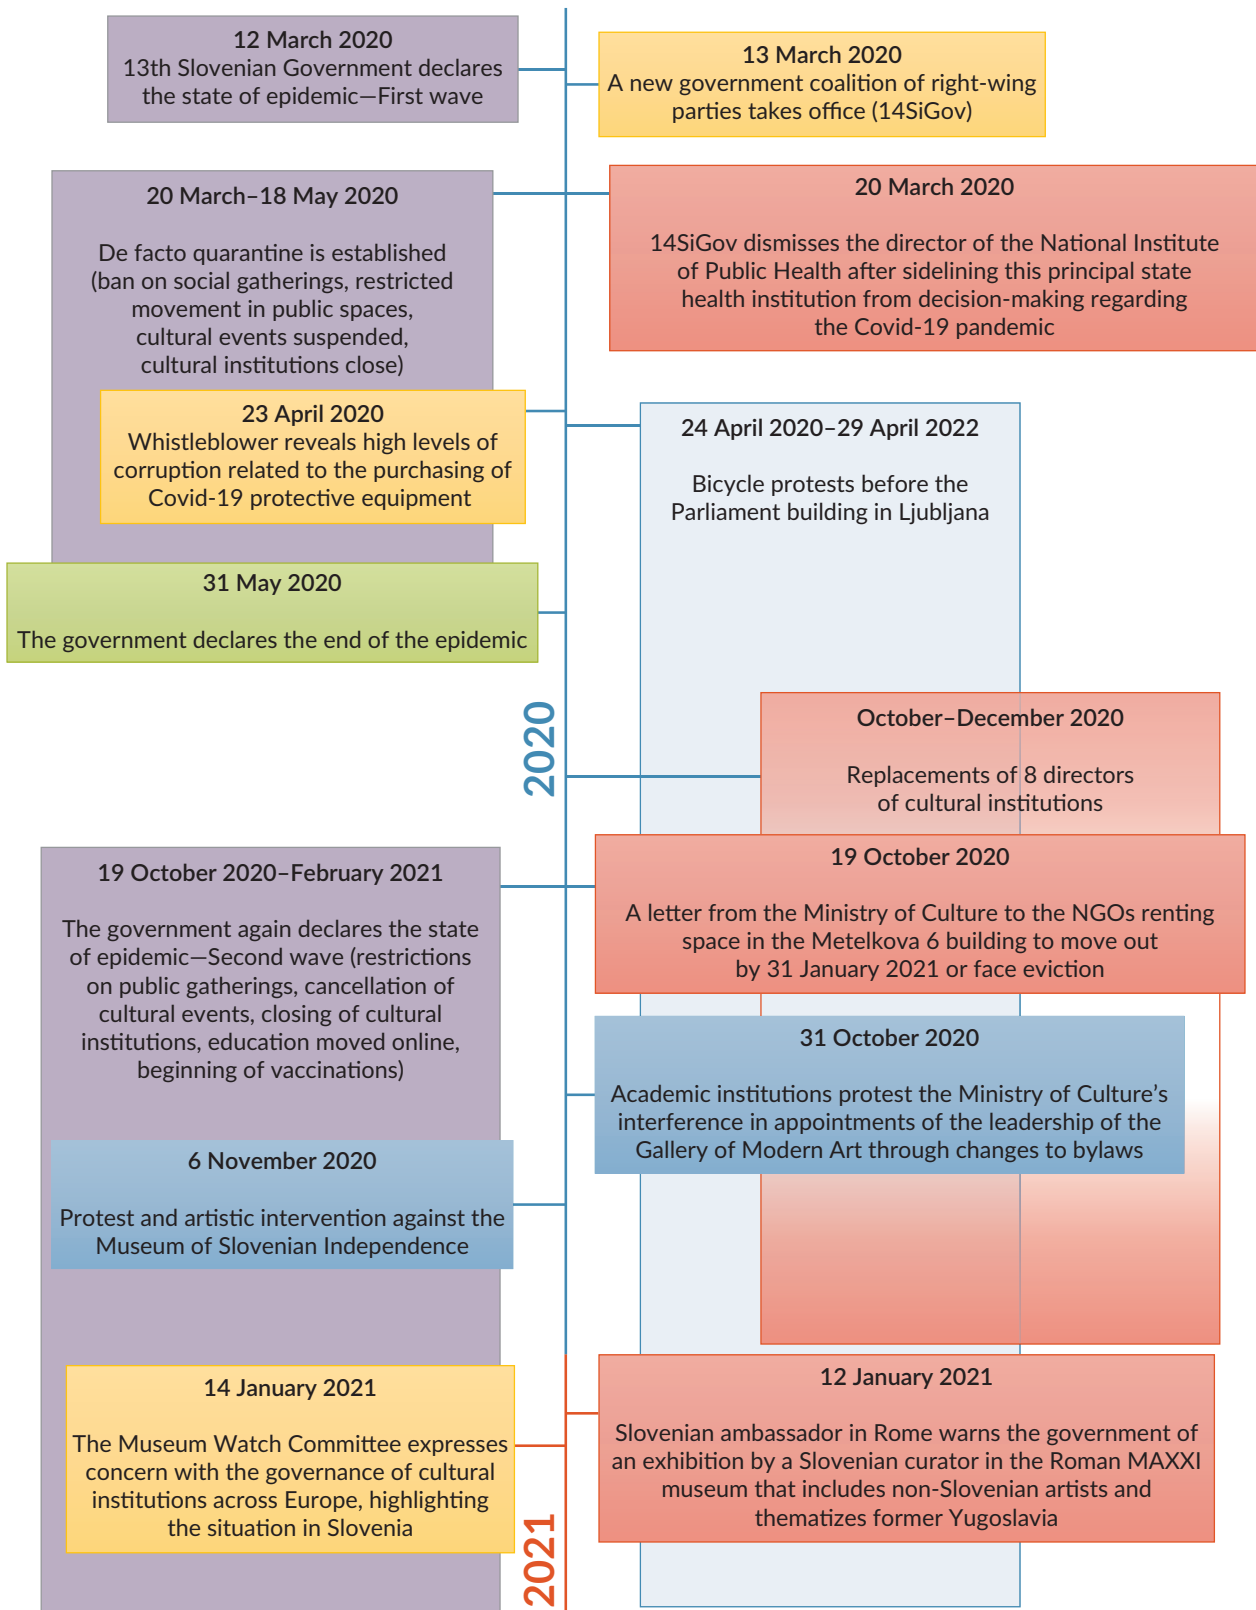 12 March 2020
13th Slovenian Government declares
the state of epidemic—First wave
13 March 2020
A new government coalition of right-wing
parties takes office (14SiGov)
20 March–18 May 2020
De facto quarantine is established
(ban on social gatherings, restricted
movement in public spaces,
cultural events suspended,
cultural institutions close)
20 March 2020
14SiGov dismisses the director of the National Institute
of Public Health after sidelining this principal state
health institution from decision-making regarding
the Covid-19 pandemic
23 April 2020
Whistleblower reveals high levels of
corruption related to the purchasing of
Covid-19 protective equipment
24 April 2020–29 April 2022
Bicycle protests before the
Parliament building in Ljubljana
31 May 2020
The government declares the end of the epidemic
2020
October–December 2020
Replacements of 8 directors
of cultural institutions
19 October 2020–February 2021
The government again declares the state
of epidemic—Second wave (restrictions
on public gatherings, cancellation of
cultural events, closing of cultural
institutions, education moved online,
beginning of vaccinations)
19 October 2020
A letter from the Ministry of Culture to the NGOs renting
space in the Metelkova 6 building to move out
by 31 January 2021 or face eviction
31 October 2020
Academic institutions protest the Ministry of Culture’s
interference in appointments of the leadership of the
Gallery of Modern Art through changes to bylaws
6 November 2020
Protest and artistic intervention against the
Museum of Slovenian Independence
12 January 2021
Slovenian ambassador in Rome warns the government of
an exhibition by a Slovenian curator in the Roman MAXXI
museum that includes non-Slovenian artists and
thematizes former Yugoslavia
14 January 2021
The Museum Watch Committee expresses
concern with the governance of cultural
institutions across Europe, highlighting
the situation in Slovenia
2021